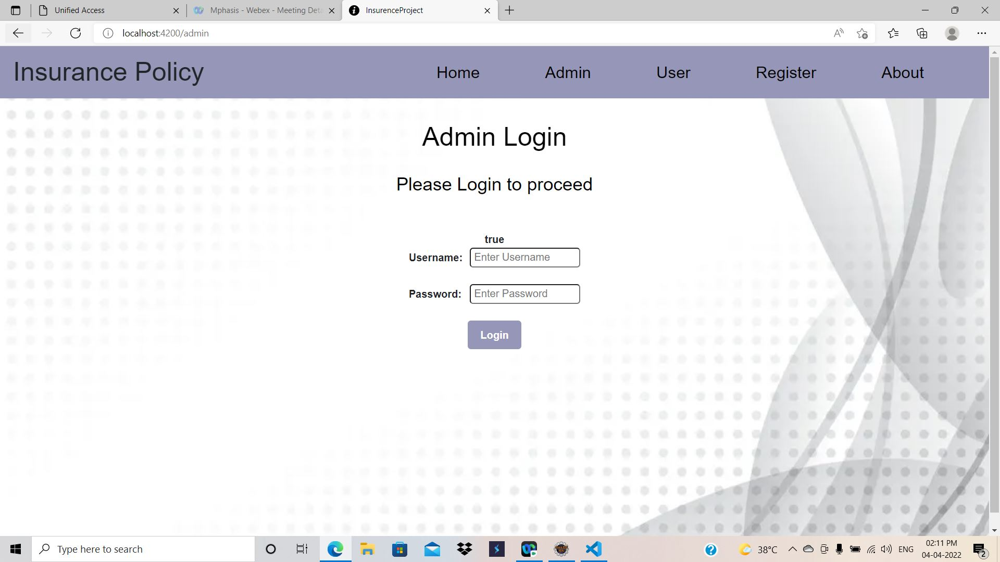 Unified Access
Mphasis - Webex - Meeting Deta
InsurenceProject
localhost:4200/admin
Insurance Policy
Home
Admin
User
Register
About
Admin Login
Please Login to proceed
true
Username:
Enter Username
Password:
Enter Password
Login
Type here to search
38°C
ENG
02:11 PM
04-04-2022
2